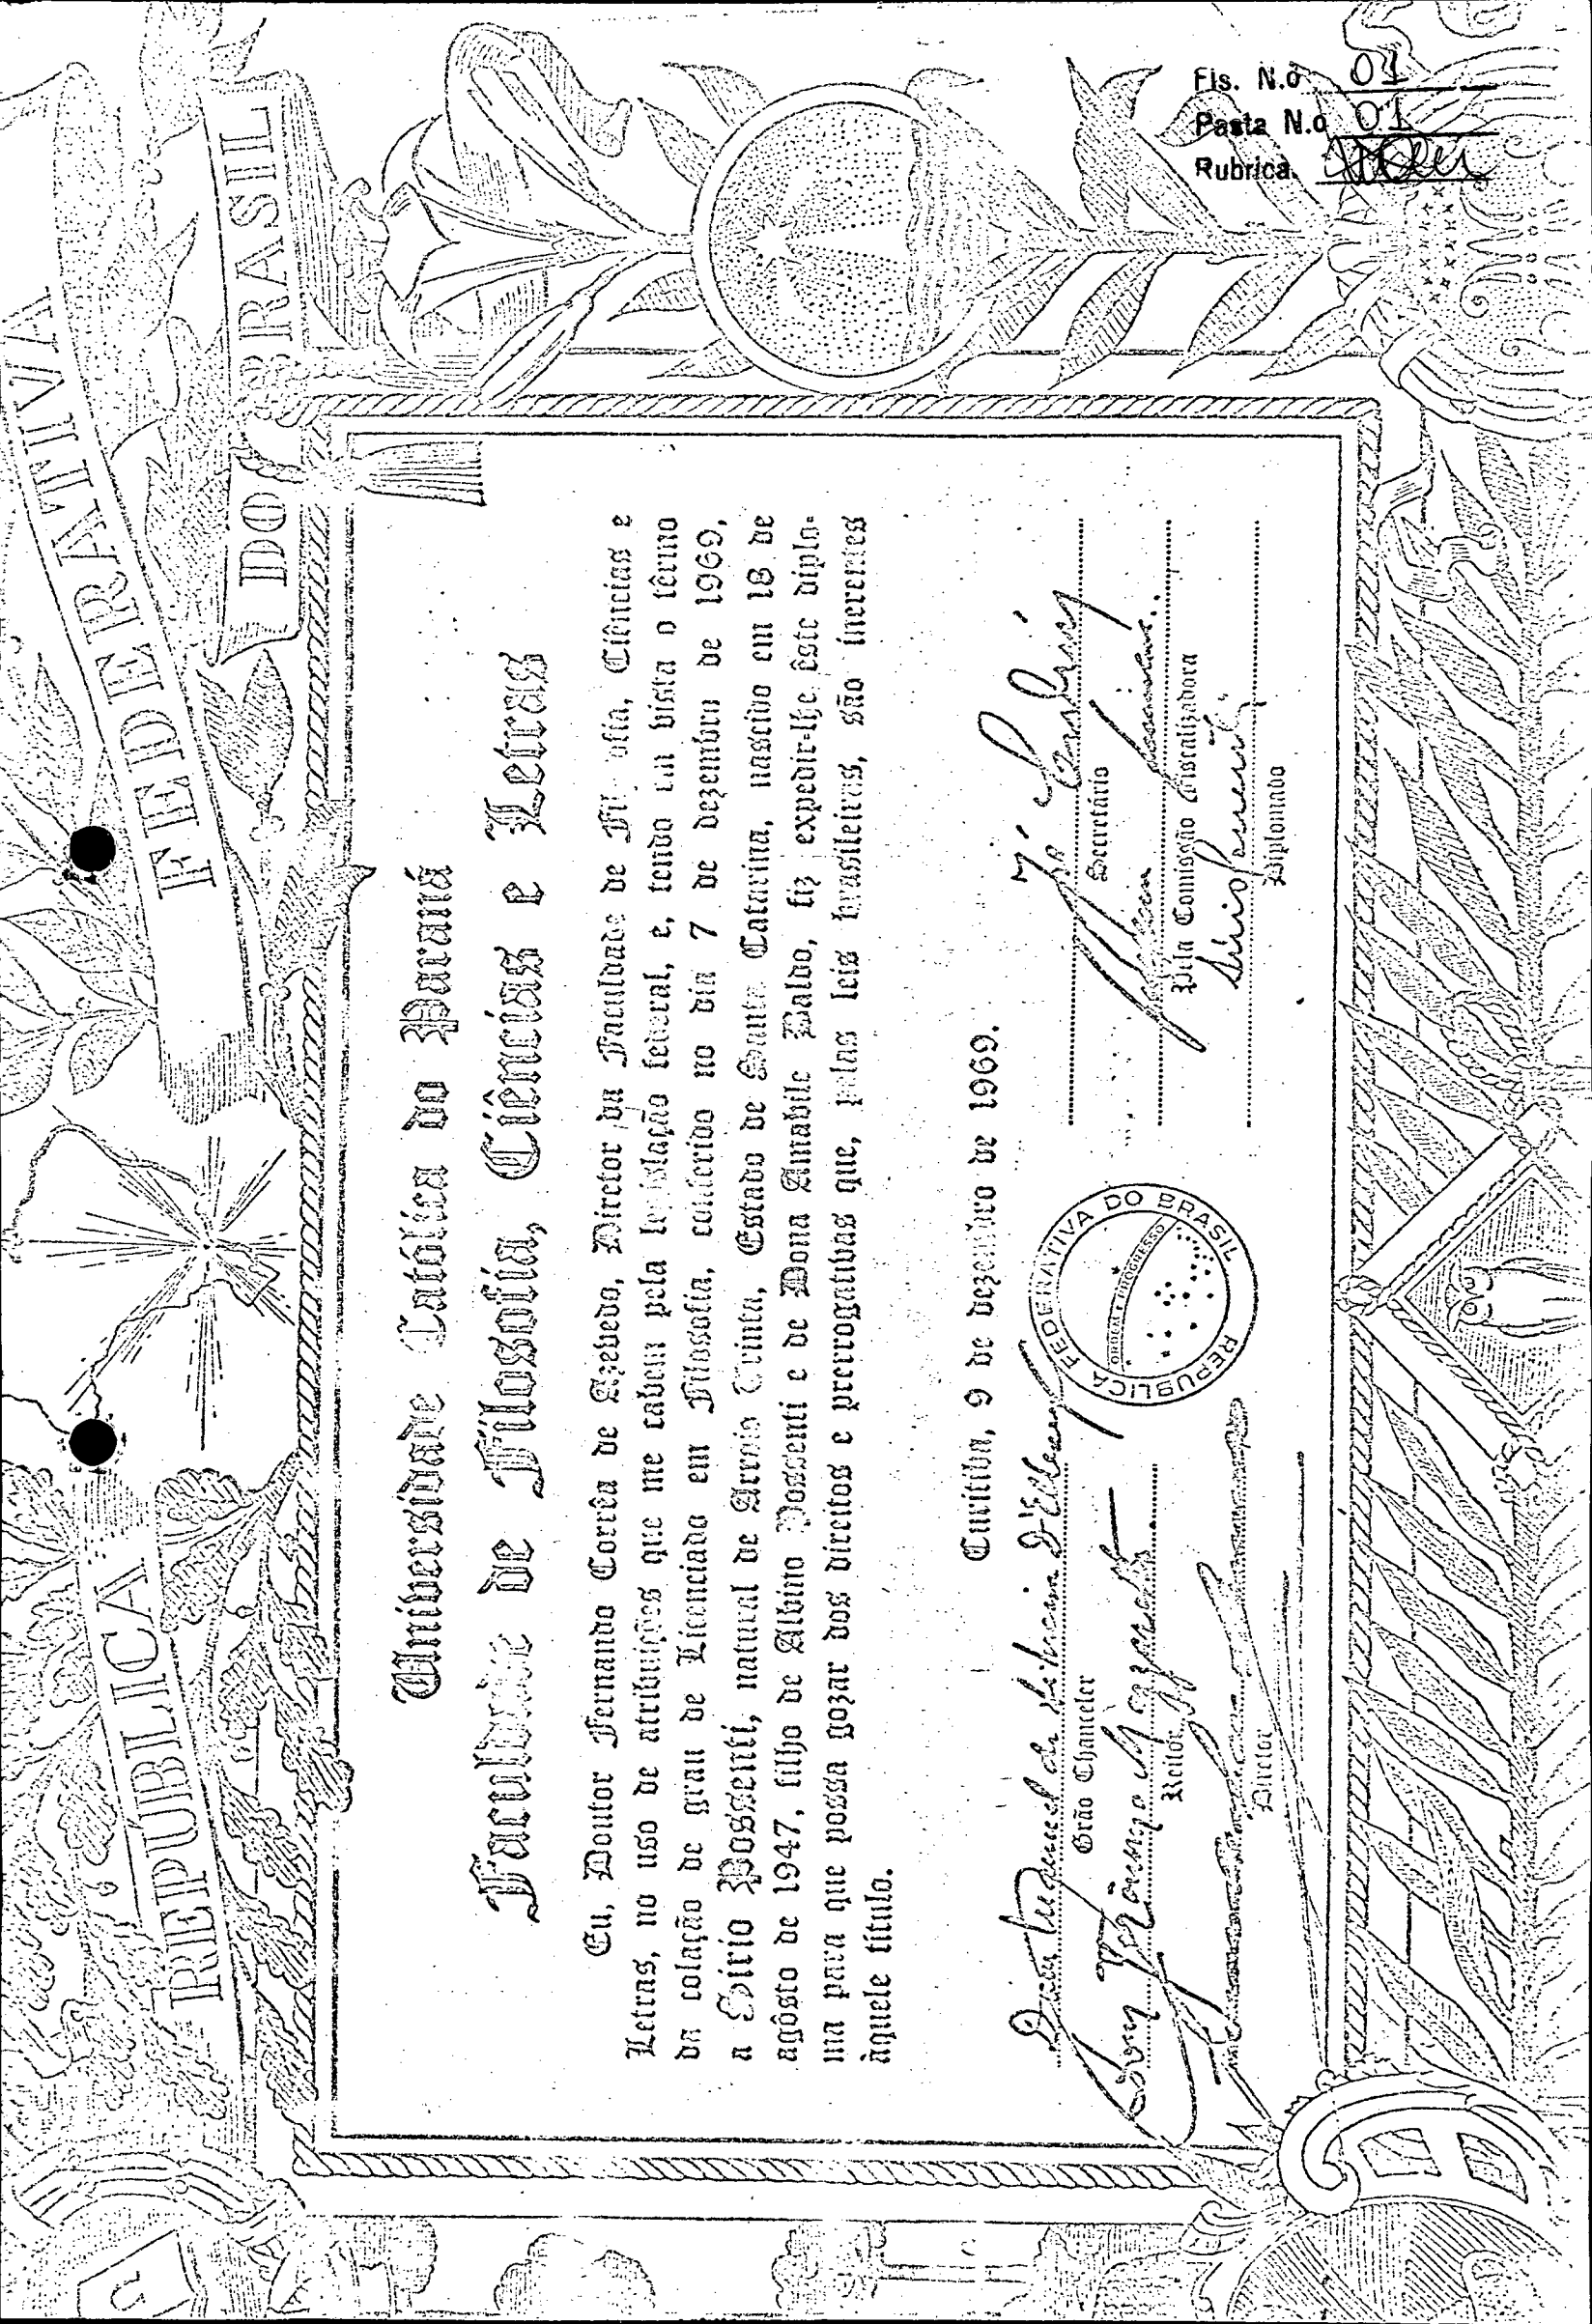 Fls. N.o 01
Pasta N.o 01
Rubrica.
REPÚBLICA FEDERATIVA DO BRASIL
Universidade Católica do Paraná
Faculdade de Filosofia, Ciências e Letras
Eu, Doutor Fernando Corrêa de Azevedo, Diretor da Faculdade de Filosofia, Ciências e
Letras, no uso de atribuições que me cabem pela legislação federal, e, tendo em vista o têrmo
da colação de grau de Licenciado em Filosofia, conferido no dia 7 de dezembro de 1969,
a Sírio Possenti, natural de Arroio Trinta, Estado de Santa Catarina, nascido em 18 de
agôsto de 1947, filho de Albino Possenti e de Dona Amabile Baldo, fiz expedir-lhe êste diplo-
ma para que possa gozar dos direitos e prerrogativas que, pelas leis brasileiras, são inerentes
àquele título.
Curitiba, 9 de dezembro de 1969.
Grão Chanceler
Reitor
Diretor
REPUBLICA FEDERATIVA DO BRASIL
ORDEM E PROGRESSO
Secretário
Pela Comissão Fiscalizadora
Sírio Possenti
Diplomado